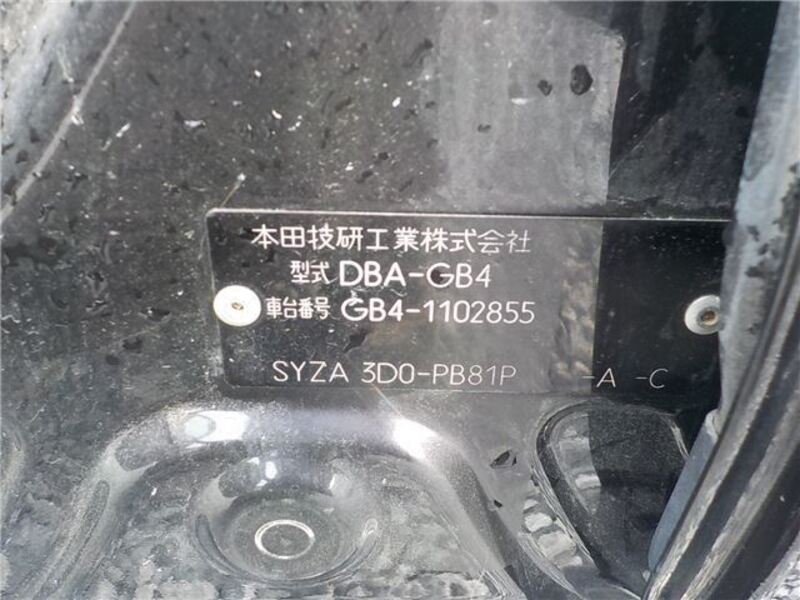 本田技研工業株式会社
型式 DBA-GB4
車台番号 GB4-1102855
SYZA 3D0-PB81P -A -C